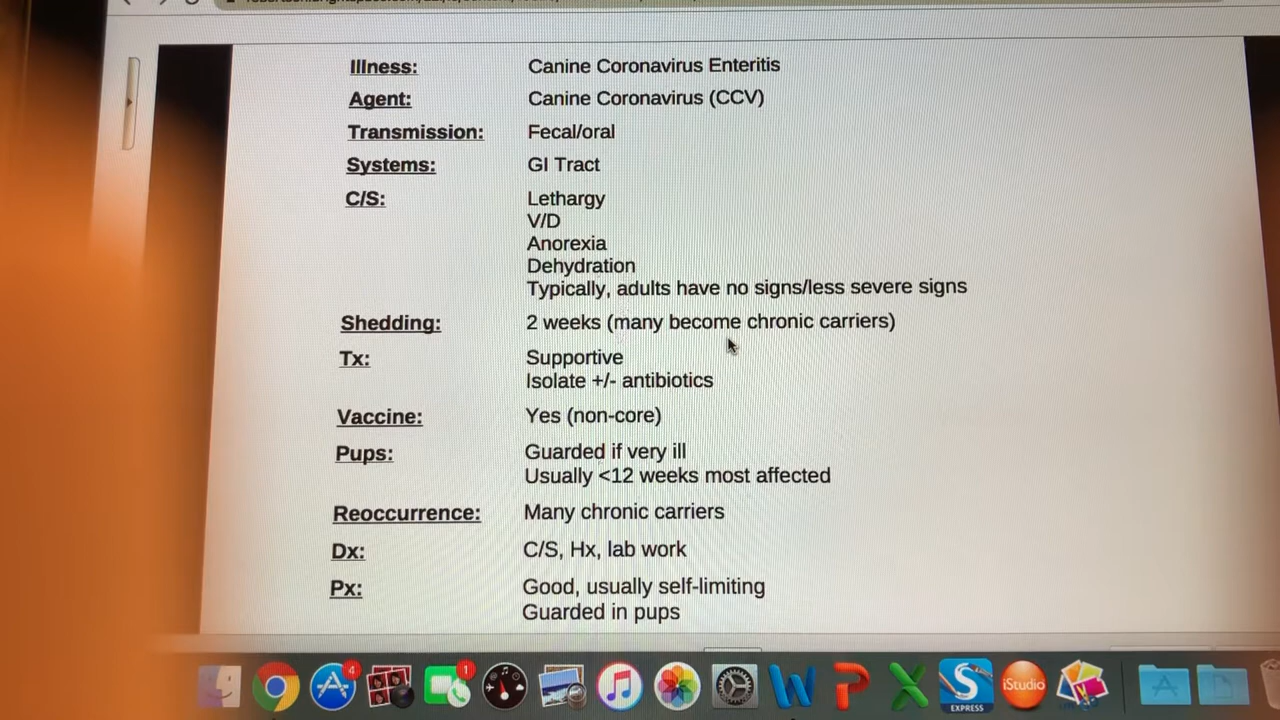 Illness: Canine Coronavirus Enteritis
Agent: Canine Coronavirus (CCV)
Transmission: Fecal/oral
Systems: GI Tract
C/S: Lethargy
V/D
Anorexia
Dehydration
Typically, adults have no signs/less severe signs
Shedding: 2 weeks (many become chronic carriers)
Tx: Supportive
Isolate +/- antibiotics
Vaccine: Yes (non-core)
Pups: Guarded if very ill
Usually <12 weeks most affected
Reoccurrence: Many chronic carriers
Dx: C/S, Hx, lab work
Px: Good, usually self-limiting
Guarded in pups
4
1
EXPRESS
iStudio